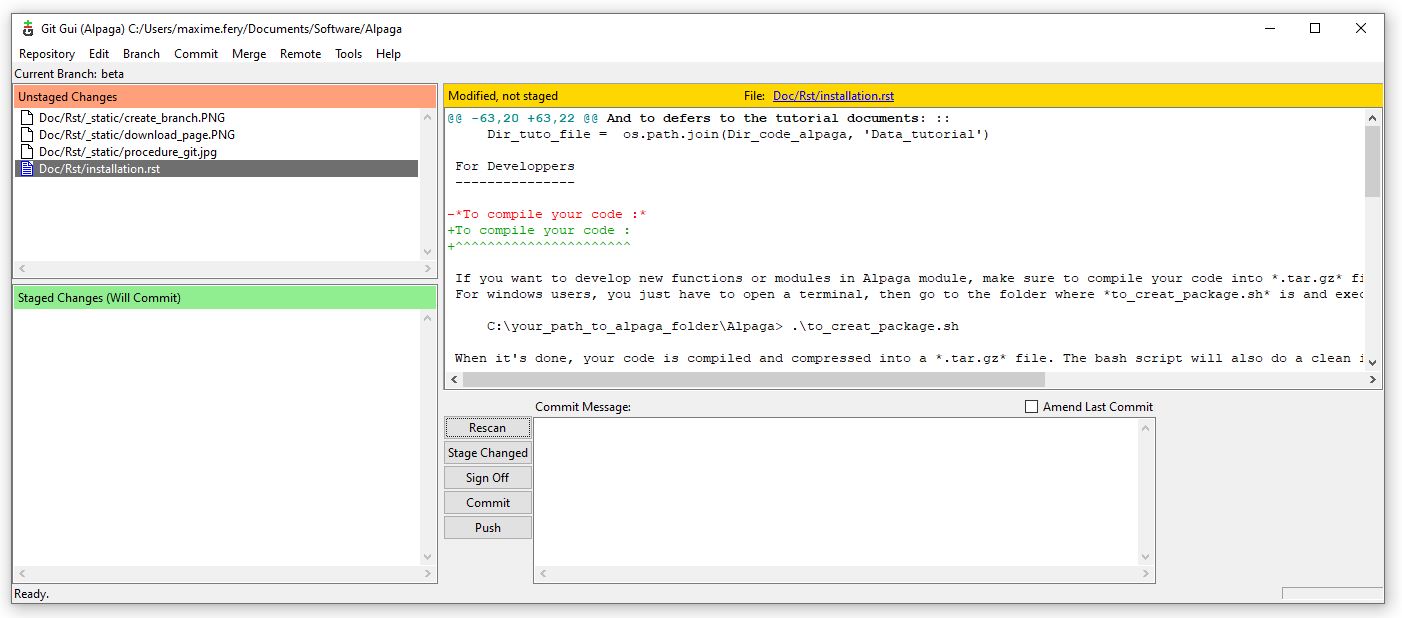 Git Gui (Alpaga) C:/Users/maxime.fery/Documents/Software/Alpaga
Repository Edit Branch Commit Merge Remote Tools Help
Current Branch: beta
Unstaged Changes
Doc/Rst/_static/create_branch.PNG
Doc/Rst/_static/download_page.PNG
Doc/Rst/_static/procedure_git.jpg
Doc/Rst/installation.rst
Staged Changes (Will Commit)
Modified, not staged File: Doc/Rst/installation.rst
@@ -63,20 +63,22 @@ And to defers to the tutorial documents: ::
Dir_tuto_file =  os.path.join(Dir_code_alpaga, 'Data_tutorial')
For Developpers
---------------
-*To compile your code :*
+To compile your code :
+^^^^^^^^^^^^^^^^^^^^^^
If you want to develop new functions or modules in Alpaga module, make sure to compile your code into *.tar.gz* fi
For windows users, you just have to open a terminal, then go to the folder where *to_creat_package.sh* is and exec
C:\your_path_to_alpaga_folder\Alpaga> .\to_creat_package.sh
When it's done, your code is compiled and compressed into a *.tar.gz* file. The bash script will also do a clean i
Commit Message: Amend Last Commit
Rescan
Stage Changed
Sign Off
Commit
Push
Ready.